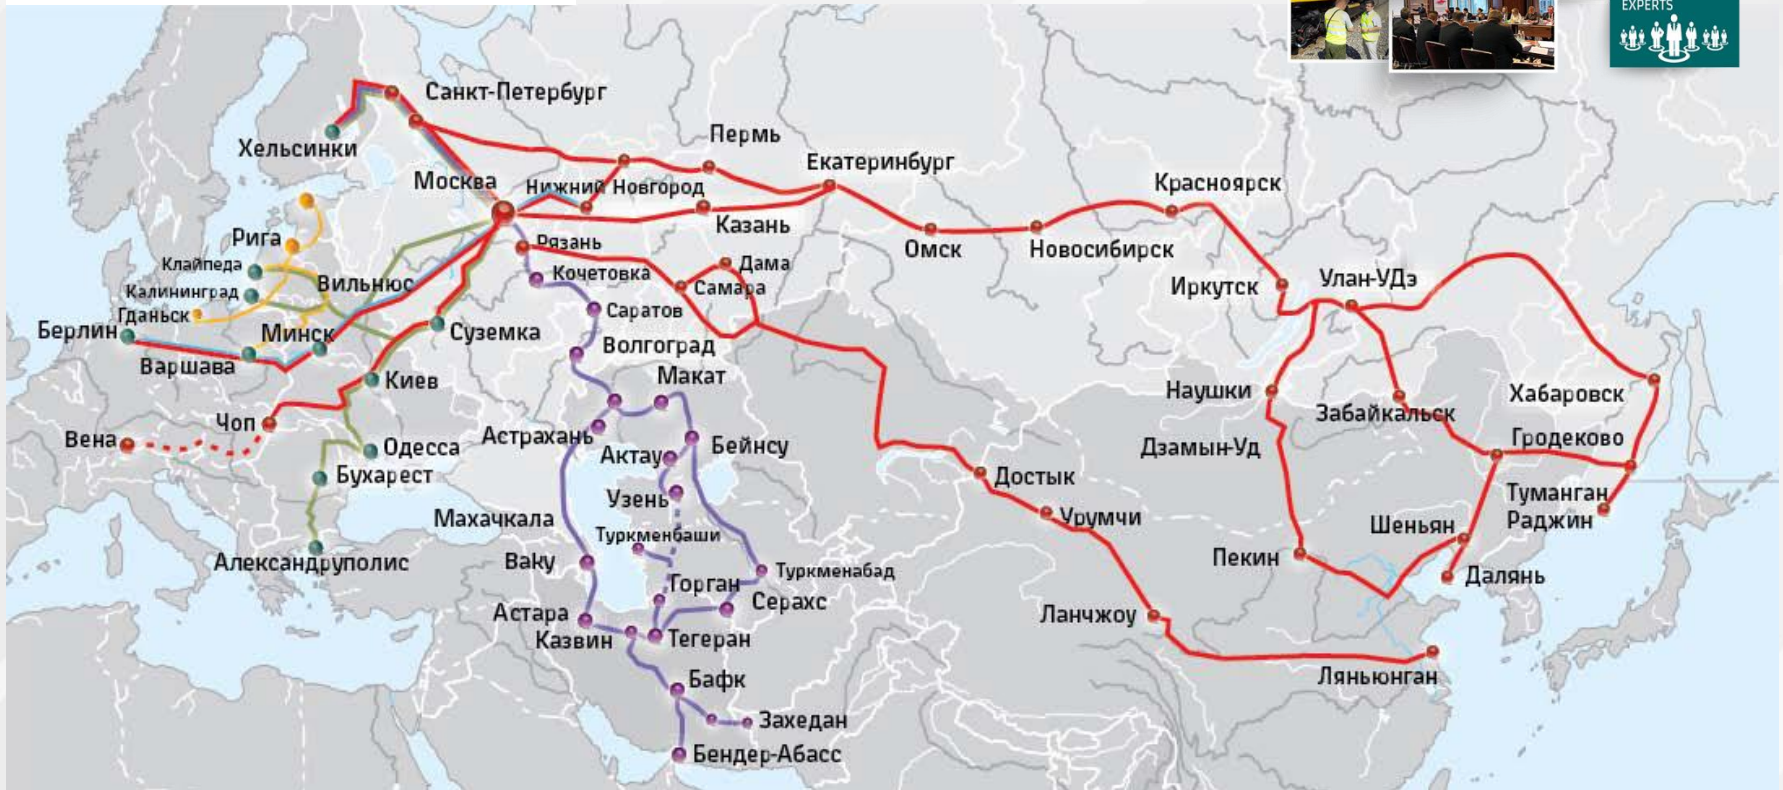 EXPERTS
Санкт-Петербург
Хельсинки
Пермь
Екатеринбург
Москва
Нижний Новгород
Красноярск
Казань
Рига
Рязань
Омск
Новосибирск
Клайпеда
Кочетовка
Дама
Вильнюс
Самара
Иркутск
Улан-УДэ
Калининград
Гданьск
Саратов
Берлин
Минск
Суземка
Варшава
Волгоград
Киев
Макат
Наушки
Хабаровск
Забайкальск
Чоп
Вена
Астрахань
Одесса
Бейнсу
Гродеково
Актау
Дзамын-Уд
Бухарест
Достык
Узень
Туманган
Раджин
Махачкала
Урумчи
Шеньян
Туркменбаши
Александруполис
Baкy
Пекин
Туркменабад
Далянь
Горган
Серахс
Астара
Ланчжоу
Казвин
Тегеран
Бафк
Ляньюнган
Захедан
Бендер-Абасс